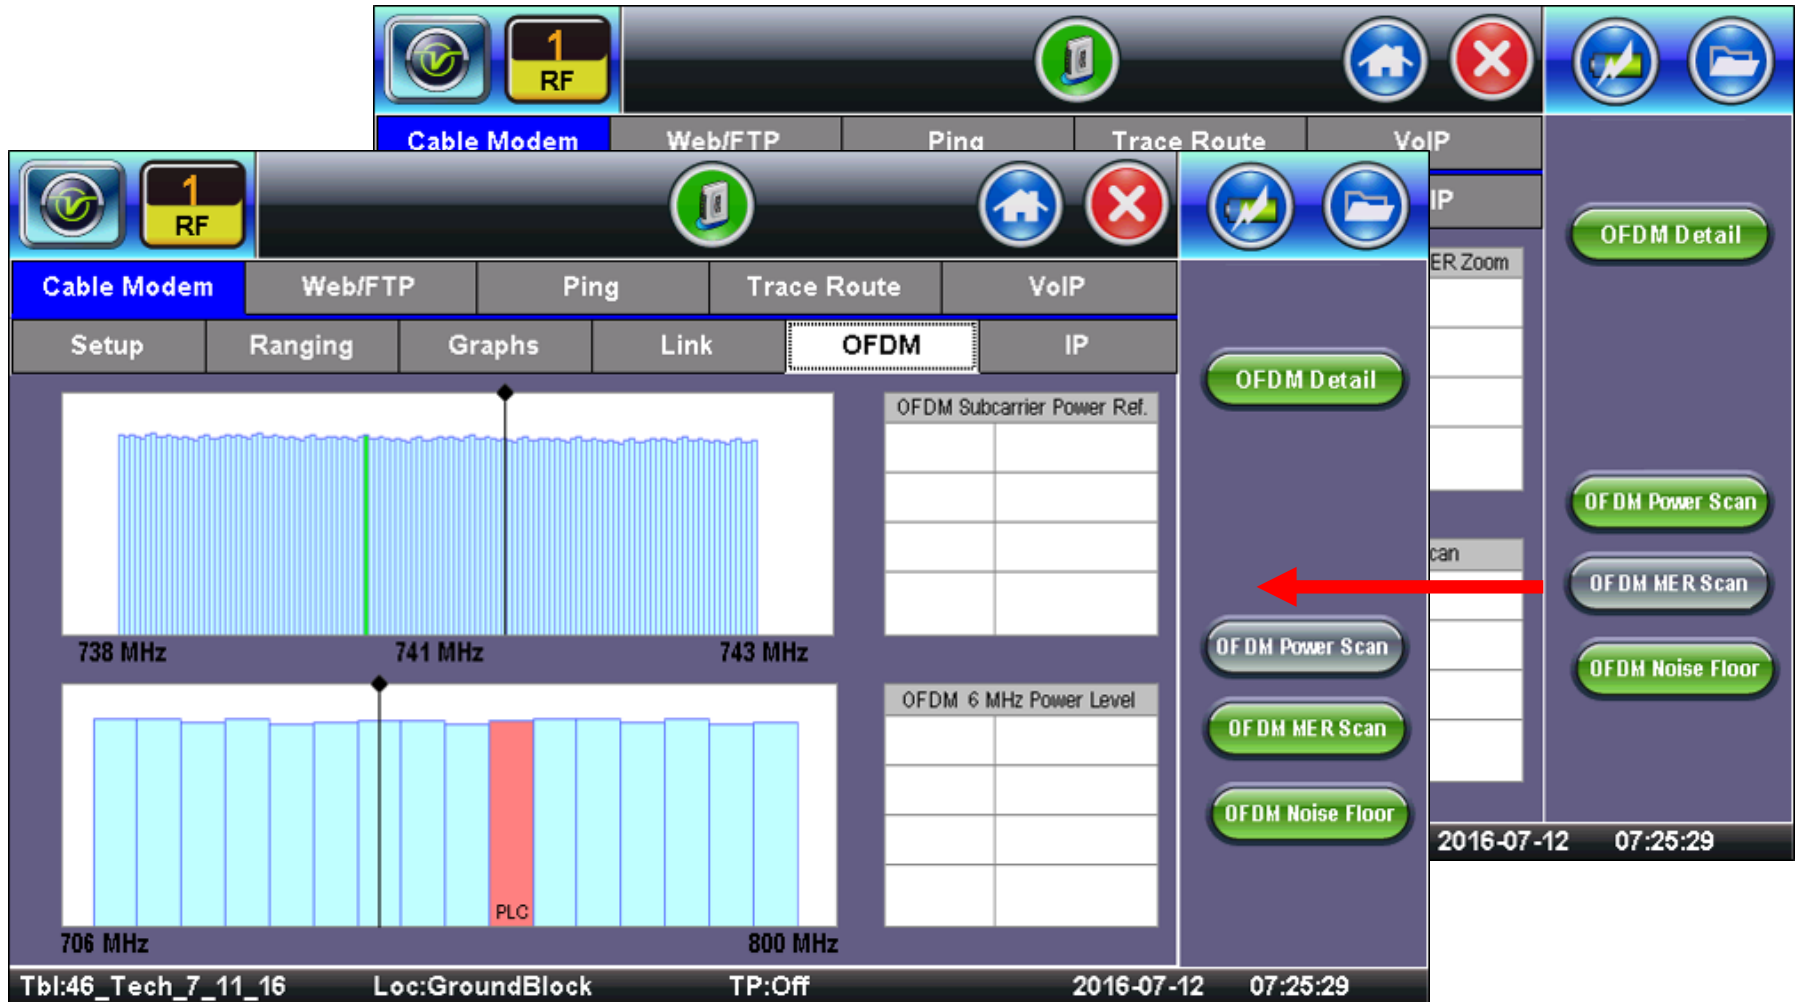 1
RF
Cable Modem Web/FTP Ping Trace Route VoIP
IP
OFDM Detail
ER Zoom
OFDM Power Scan
can
OFDM MER Scan
OFDM Noise Floor
2016-07-12 07:25:29
1
RF
Cable Modem Web/FTP Ping Trace Route VoIP
Setup Ranging Graphs Link OFDM IP
OFDM Detail
OFDM Subcarrier Power Ref.
738 MHz 741 MHz 743 MHz
OFDM Power Scan
OFDM 6 MHz Power Level
OFDM MER Scan
OFDM Noise Floor
PLC
706 MHz 800 MHz
Tbl:46_Tech_7_11_16 Loc:GroundBlock TP:Off 2016-07-12 07:25:29